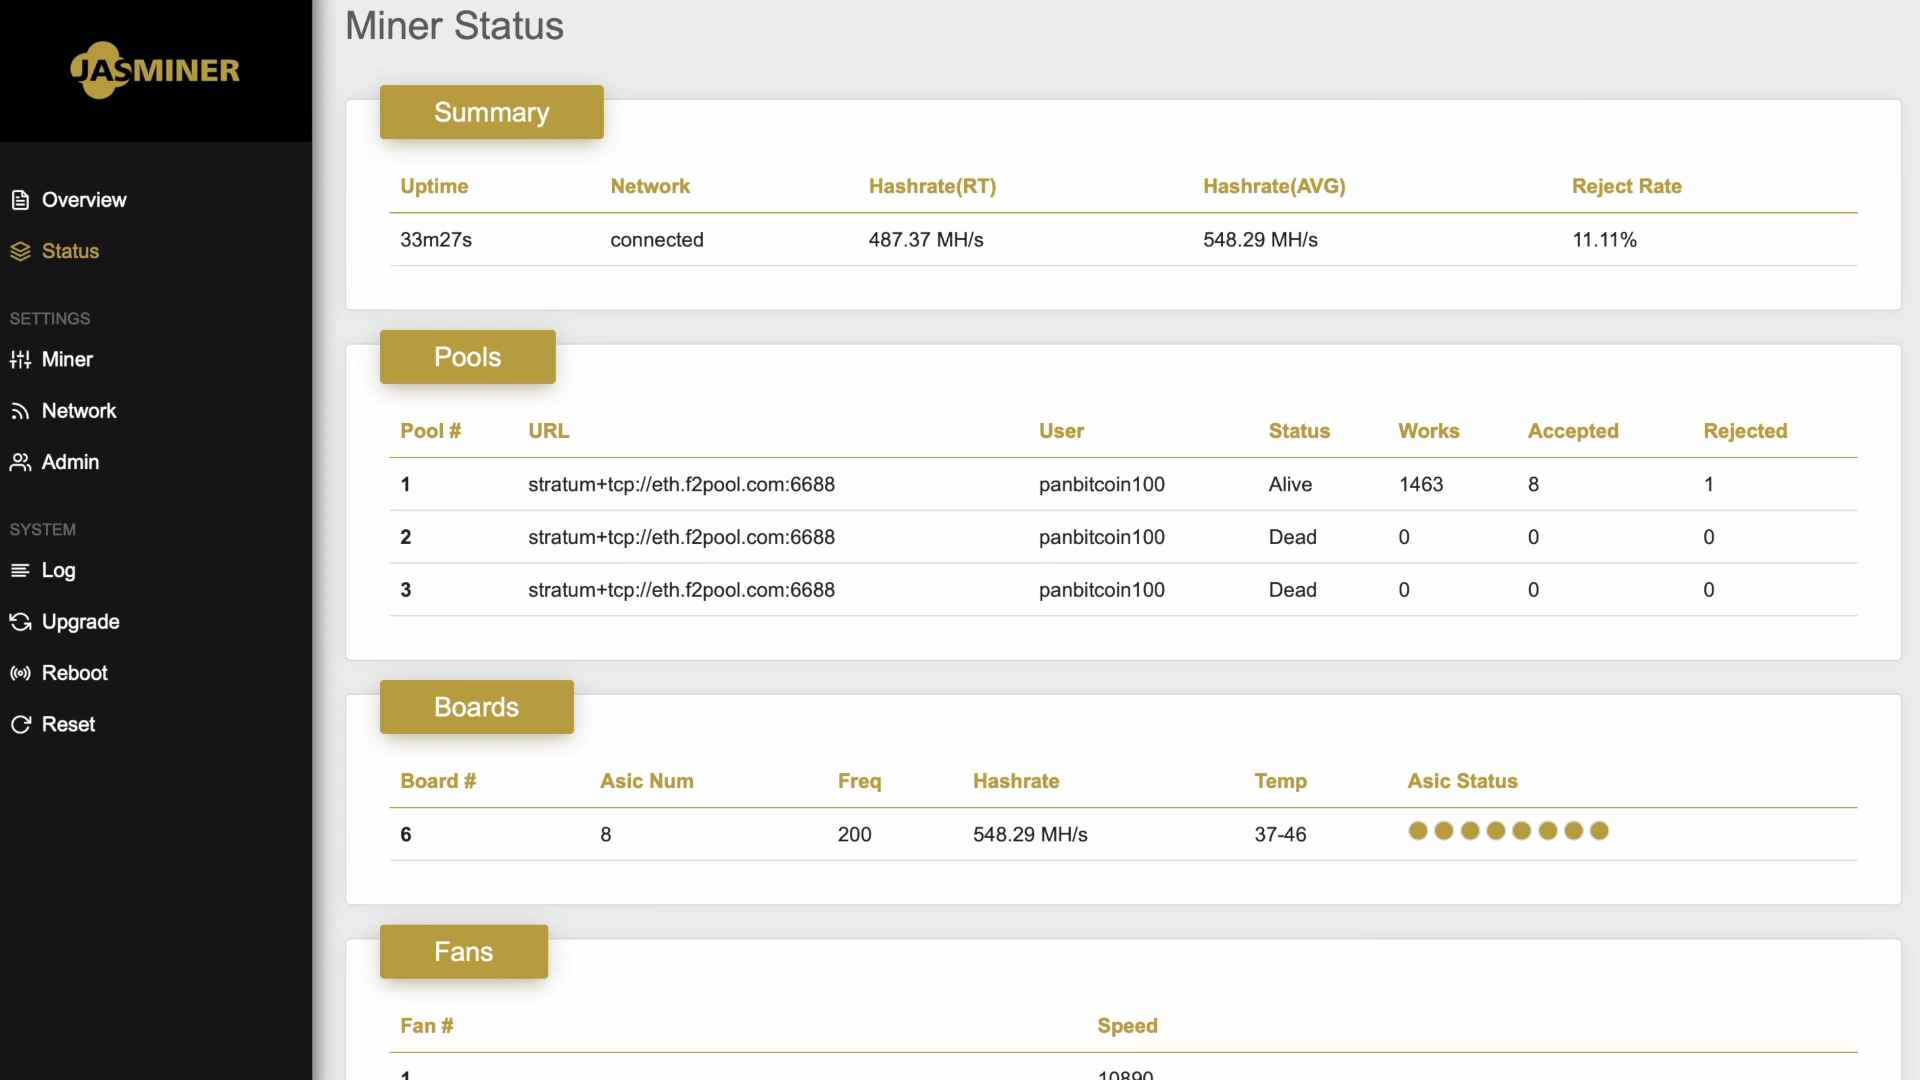 Miner Status
JASMINER
Overview
Status
SETTINGS
Miner
Network
Admin
SYSTEM
Log
Upgrade
Reboot
Reset
Summary
Uptime Network Hashrate(RT) Hashrate(AVG) Reject Rate
33m27s connected 487.37 MH/s 548.29 MH/s 11.11%
Pools
Pool # URL User Status Works Accepted Rejected
1 stratum+tcp://eth.f2pool.com:6688 panbitcoin100 Alive 1463 8 1
2 stratum+tcp://eth.f2pool.com:6688 panbitcoin100 Dead 0 0 0
3 stratum+tcp://eth.f2pool.com:6688 panbitcoin100 Dead 0 0 0
Boards
Board # Asic Num Freq Hashrate Temp Asic Status
6 8 200 548.29 MH/s 37-46
Fans
Fan # Speed
1 10890